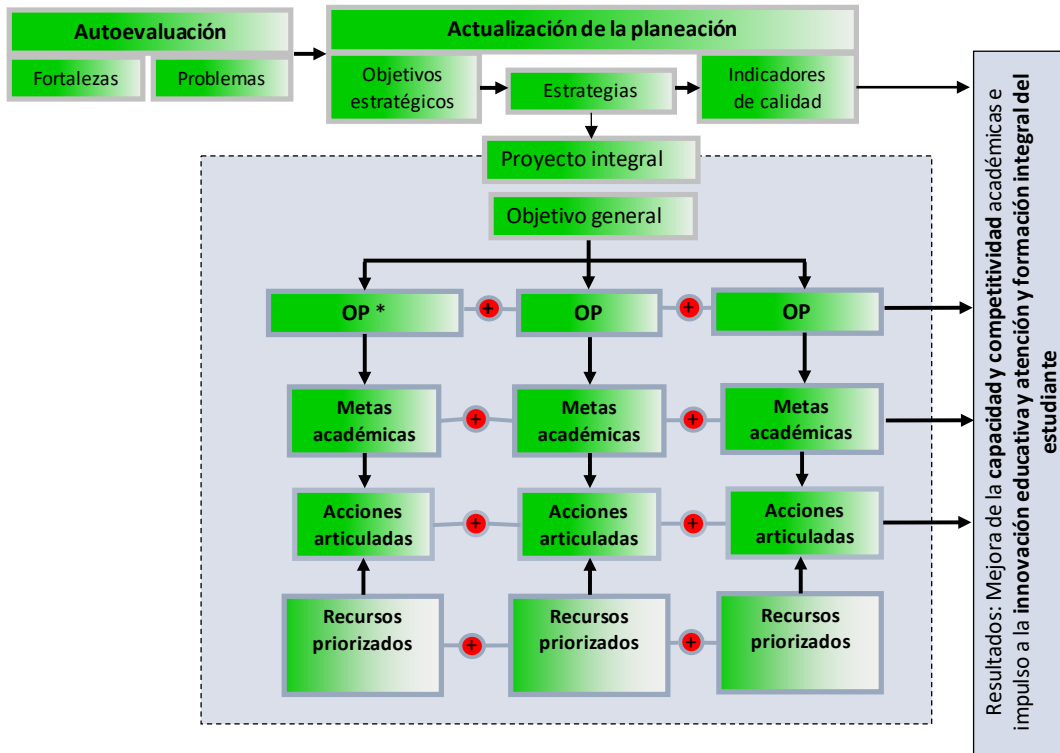 Autoevaluación
Fortalezas
Problemas
Actualización de la planeación
Objetivos
estratégicos
Estrategias
Indicadores
de calidad
Proyecto integral
Objetivo general
OP *
+
OP
+
OP
Metas
académicas
+
Metas
académicas
+
Metas
académicas
Acciones
articuladas
+
Acciones
articuladas
+
Acciones
articuladas
Recursos
priorizados
+
Recursos
priorizados
+
Recursos
priorizados
Resultados: Mejora de la capacidad y competitividad académicas e
impulso a la innovación educativa y atención y formación integral del
estudiante